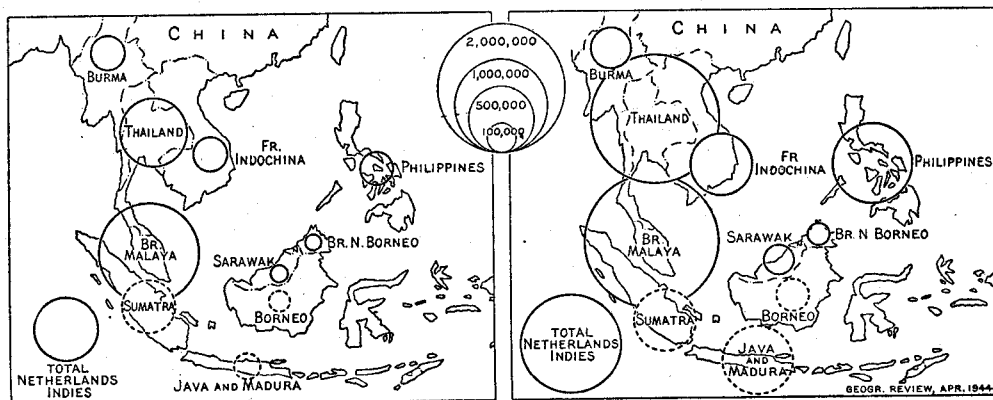 CHINA
BURMA
THAILAND
FR.
INDOCHINA
PHILIPPINES
BR.
MALAYA
BR. N. BORNEO
SARAWAK
SUMATRA
BORNEO
TOTAL
NETHERLANDS
INDIES
JAVA AND MADURA
2,000,000
1,000,000
500,000
100,000
CHINA
BURMA
THAILAND
FR.
INDOCHINA
PHILIPPINES
BR.
MALAYA
BR. N BORNEO
SARAWAK
SUMATRA
BORNEO
TOTAL
NETHERLANDS
INDIES
JAVA
AND
MADURA
GEOGR. REVIEW, APR. 1944